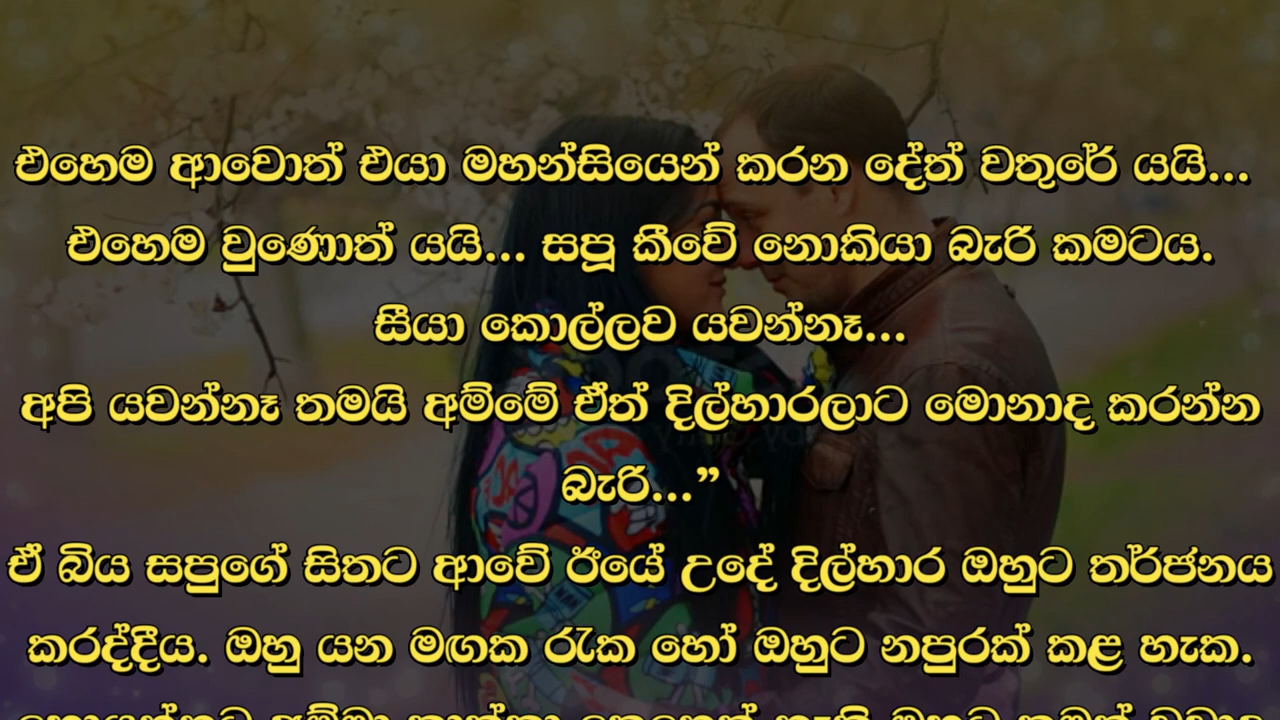 එහෙම ආවොත් එයා මහන්සියෙන් කරන දේත් වතුරේ යයි...
එහෙම වුණොත් යයි... සපූ කීවේ නොකියා බැරි කමටය.
සීයා කොල්ලව යවන්නෑ...
අපි යවන්නෑ තමයි අම්මේ ඒත් දිල්හාරලාට මොනාද කරන්න
බැරි...”
ඒ බිය සපුගේ සිතට ආවේ ඊයේ උදේ දිල්හාර ඔහුට තර්ජනය
කරද්දීය. ඔහු යන මඟක රැක හෝ ඔහුට නපුරක් කළ හැක.